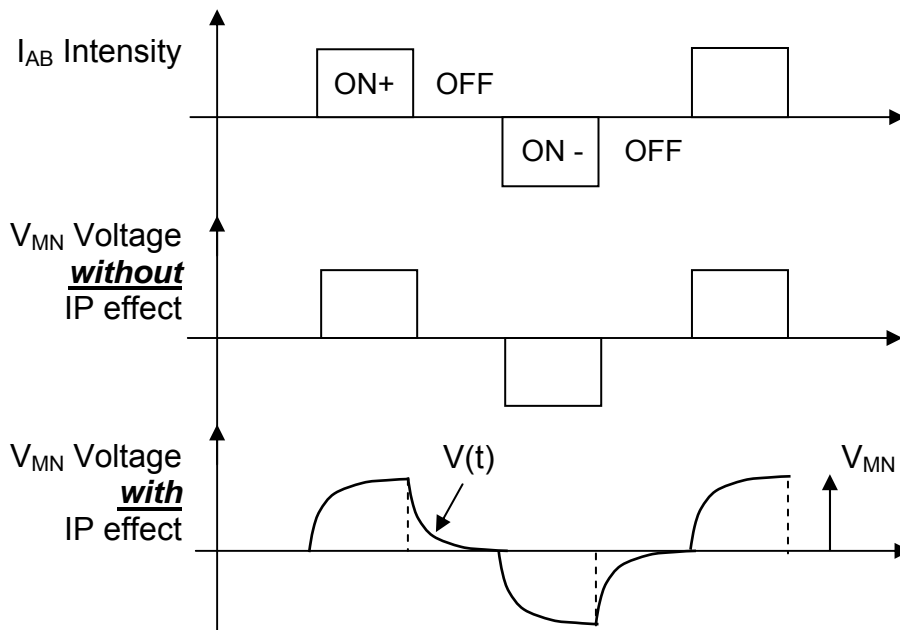 I_AB Intensity
ON+ OFF
ON - OFF
V_MN Voltage
without
IP effect
V_MN Voltage
with
IP effect
V(t)
V_MN